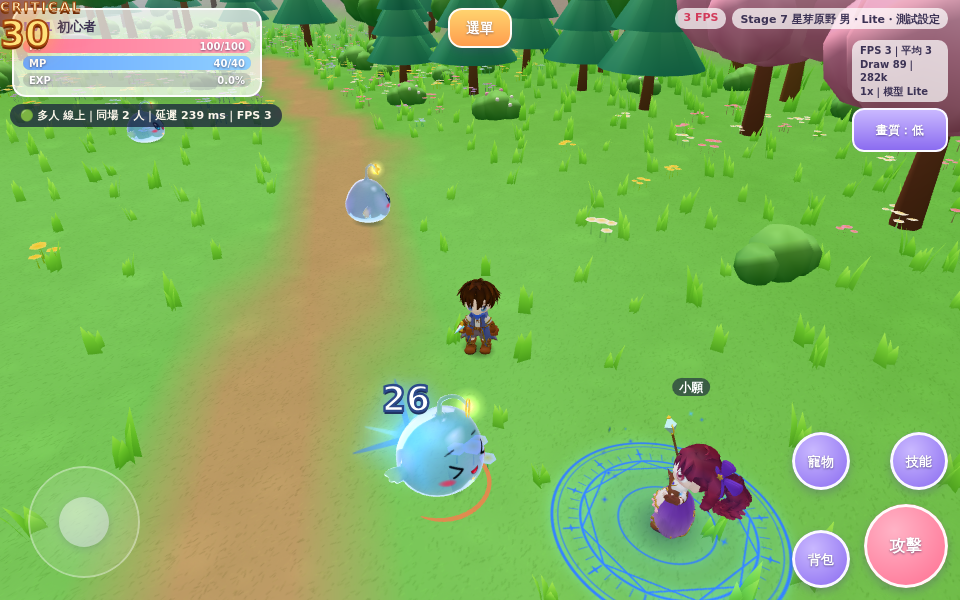 CRITICAL
30
初心者
100/100
MP
40/40
EXP
0.0%
🟢 多人 線上｜同場 2 人｜延遲 239 ms｜FPS 3
選單
3 FPS
Stage 7 星芽原野 男・Lite・測試設定
FPS 3｜平均 3
Draw 89｜
282k
1x｜模型 Lite
畫質：低
26
小願
寵物
技能
背包
攻擊